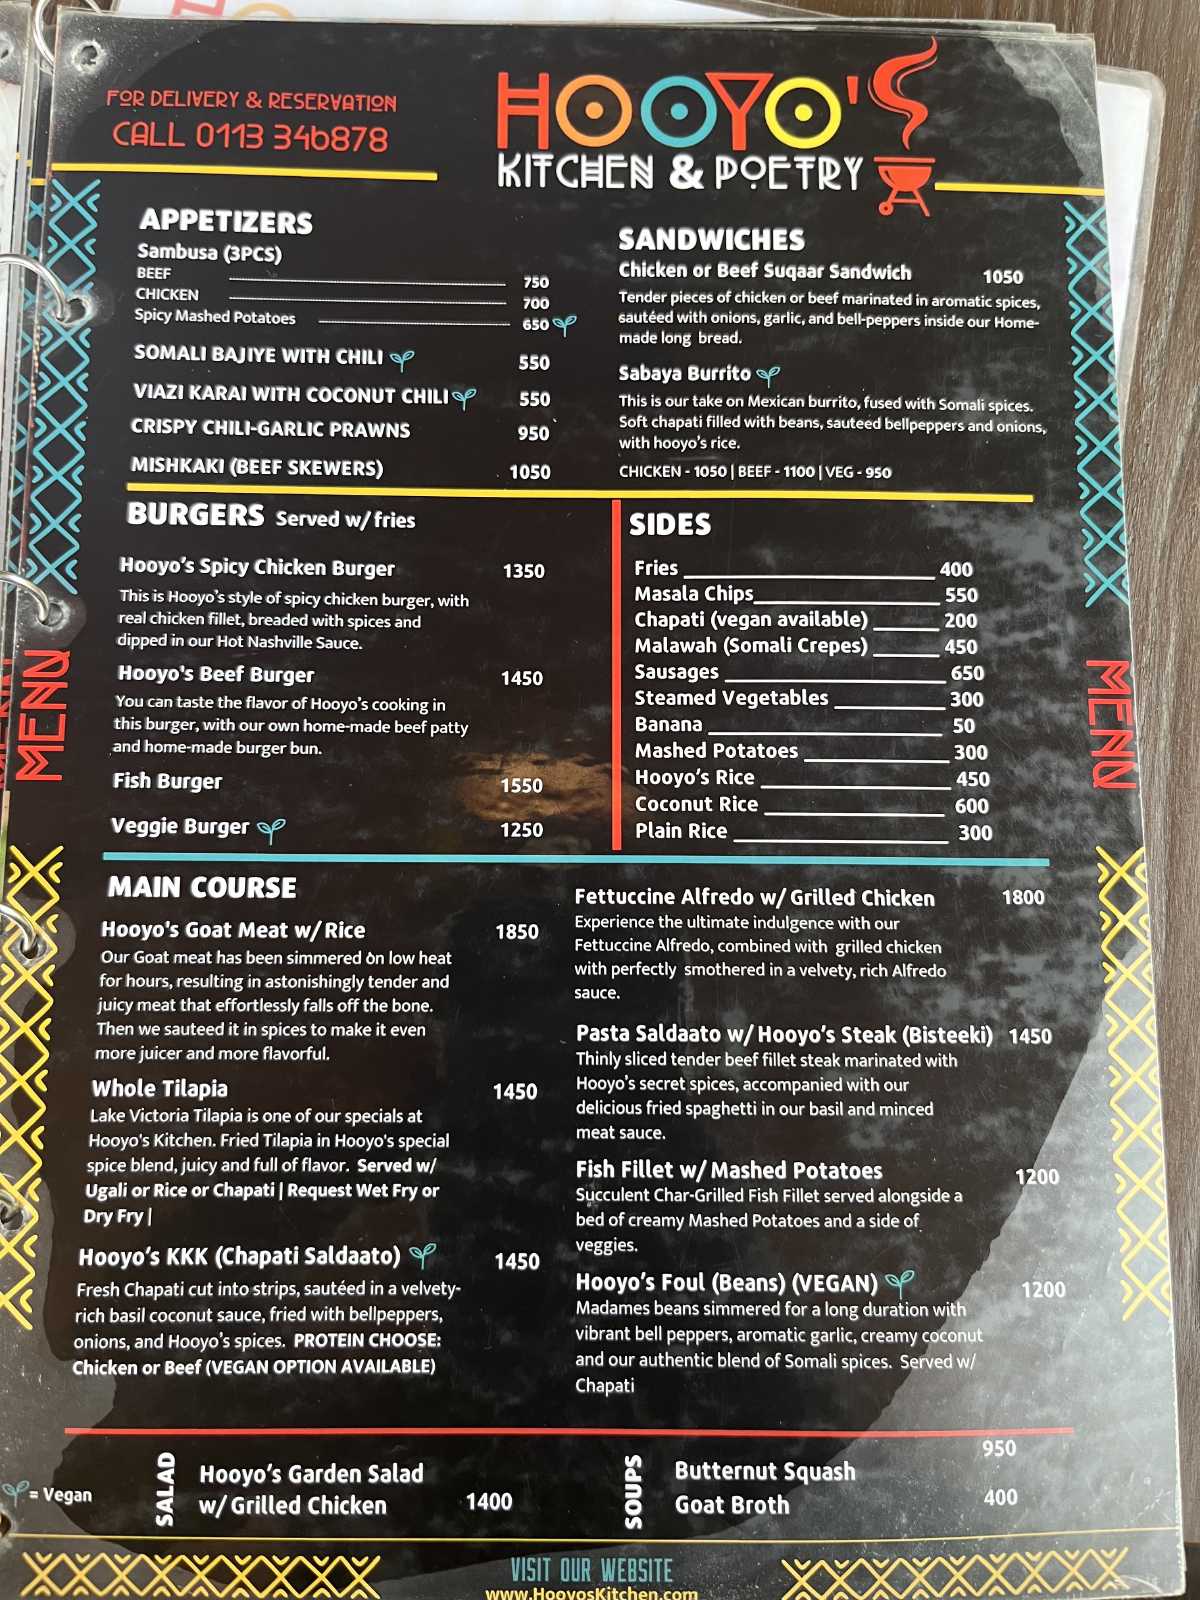 FOR DELIVERY & RESERVATION
CALL 0113 346878
HOOYO'S
KITCHEN & POETRY
APPETIZERS
Sambusa (3PCS)
BEEF 750
CHICKEN 700
Spicy Mashed Potatoes 650
SOMALI BAJIYE WITH CHILI 550
VIAZI KARAI WITH COCONUT CHILI 550
CRISPY CHILI-GARLIC PRAWNS 950
MISHKAKI (BEEF SKEWERS) 1050
SANDWICHES
Chicken or Beef Suqaar Sandwich 1050
Tender pieces of chicken or beef marinated in aromatic spices,
sautéed with onions, garlic, and bell-peppers inside our Home-
made long bread.
Sabaya Burrito
This is our take on Mexican burrito, fused with Somali spices.
Soft chapati filled with beans, sauteed bellpeppers and onions,
with hooyo's rice.
CHICKEN - 1050 | BEEF - 1100 | VEG - 950
BURGERS Served w/ fries
Hooyo's Spicy Chicken Burger 1350
This is Hooyo's style of spicy chicken burger, with
real chicken fillet, breaded with spices and
dipped in our Hot Nashville Sauce.
Hooyo's Beef Burger 1450
You can taste the flavor of Hooyo's cooking in
this burger, with our own home-made beef patty
and home-made burger bun.
Fish Burger 1550
Veggie Burger 1250
SIDES
Fries 400
Masala Chips 550
Chapati (vegan available) 200
Malawah (Somali Crepes) 450
Sausages 650
Steamed Vegetables 300
Banana 50
Mashed Potatoes 300
Hooyo's Rice 450
Coconut Rice 600
Plain Rice 300
MENU
MENU
MAIN COURSE
Hooyo's Goat Meat w/ Rice 1850
Our Goat meat has been simmered on low heat
for hours, resulting in astonishingly tender and
juicy meat that effortlessly falls off the bone.
Then we sauteed it in spices to make it even
more juicer and more flavorful.
Whole Tilapia 1450
Lake Victoria Tilapia is one of our specials at
Hooyo's Kitchen. Fried Tilapia in Hooyo's special
spice blend, juicy and full of flavor. Served w/
Ugali or Rice or Chapati | Request Wet Fry or
Dry Fry |
Hooyo's KKK (Chapati Saldaato) 1450
Fresh Chapati cut into strips, sautéed in a velvety-
rich basil coconut sauce, fried with bellpeppers,
onions, and Hooyo's spices. PROTEIN CHOOSE:
Chicken or Beef (VEGAN OPTION AVAILABLE)
Fettuccine Alfredo w/ Grilled Chicken 1800
Experience the ultimate indulgence with our
Fettuccine Alfredo, combined with grilled chicken
with perfectly smothered in a velvety, rich Alfredo
sauce.
Pasta Saldaato w/ Hooyo's Steak (Bisteeki) 1450
Thinly sliced tender beef fillet steak marinated with
Hooyo's secret spices, accompanied with our
delicious fried spaghetti in our basil and minced
meat sauce.
Fish Fillet w/ Mashed Potatoes 1200
Succulent Char-Grilled Fish Fillet served alongside a
bed of creamy Mashed Potatoes and a side of
veggies.
Hooyo's Foul (Beans) (VEGAN) 1200
Madames beans simmered for a long duration with
vibrant bell peppers, aromatic garlic, creamy coconut
and our authentic blend of Somali spices. Served w/
Chapati
= Vegan
SALAD
Hooyo's Garden Salad
w/ Grilled Chicken 1400
SOUPS
Butternut Squash 950
Goat Broth 400
VISIT OUR WEBSITE
www.HooyosKitchen.com